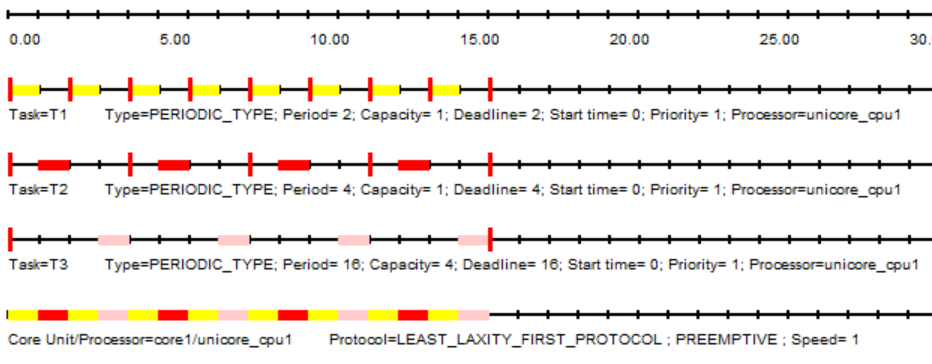 0.00 5.00 10.00 15.00 20.00 25.00 30.
Task=T1 Type=PERIODIC_TYPE; Period= 2; Capacity= 1; Deadline= 2; Start time= 0; Priority= 1; Processor=unicore_cpu1
Task=T2 Type=PERIODIC_TYPE; Period= 4; Capacity= 1; Deadline= 4; Start time= 0; Priority= 1; Processor=unicore_cpu1
Task=T3 Type=PERIODIC_TYPE; Period= 16; Capacity= 4; Deadline= 16; Start time= 0; Priority= 1; Processor=unicore_cpu1
Core Unit/Processor=core1/unicore_cpu1 Protocol=LEAST_LAXITY_FIRST_PROTOCOL ; PREEMPTIVE ; Speed= 1